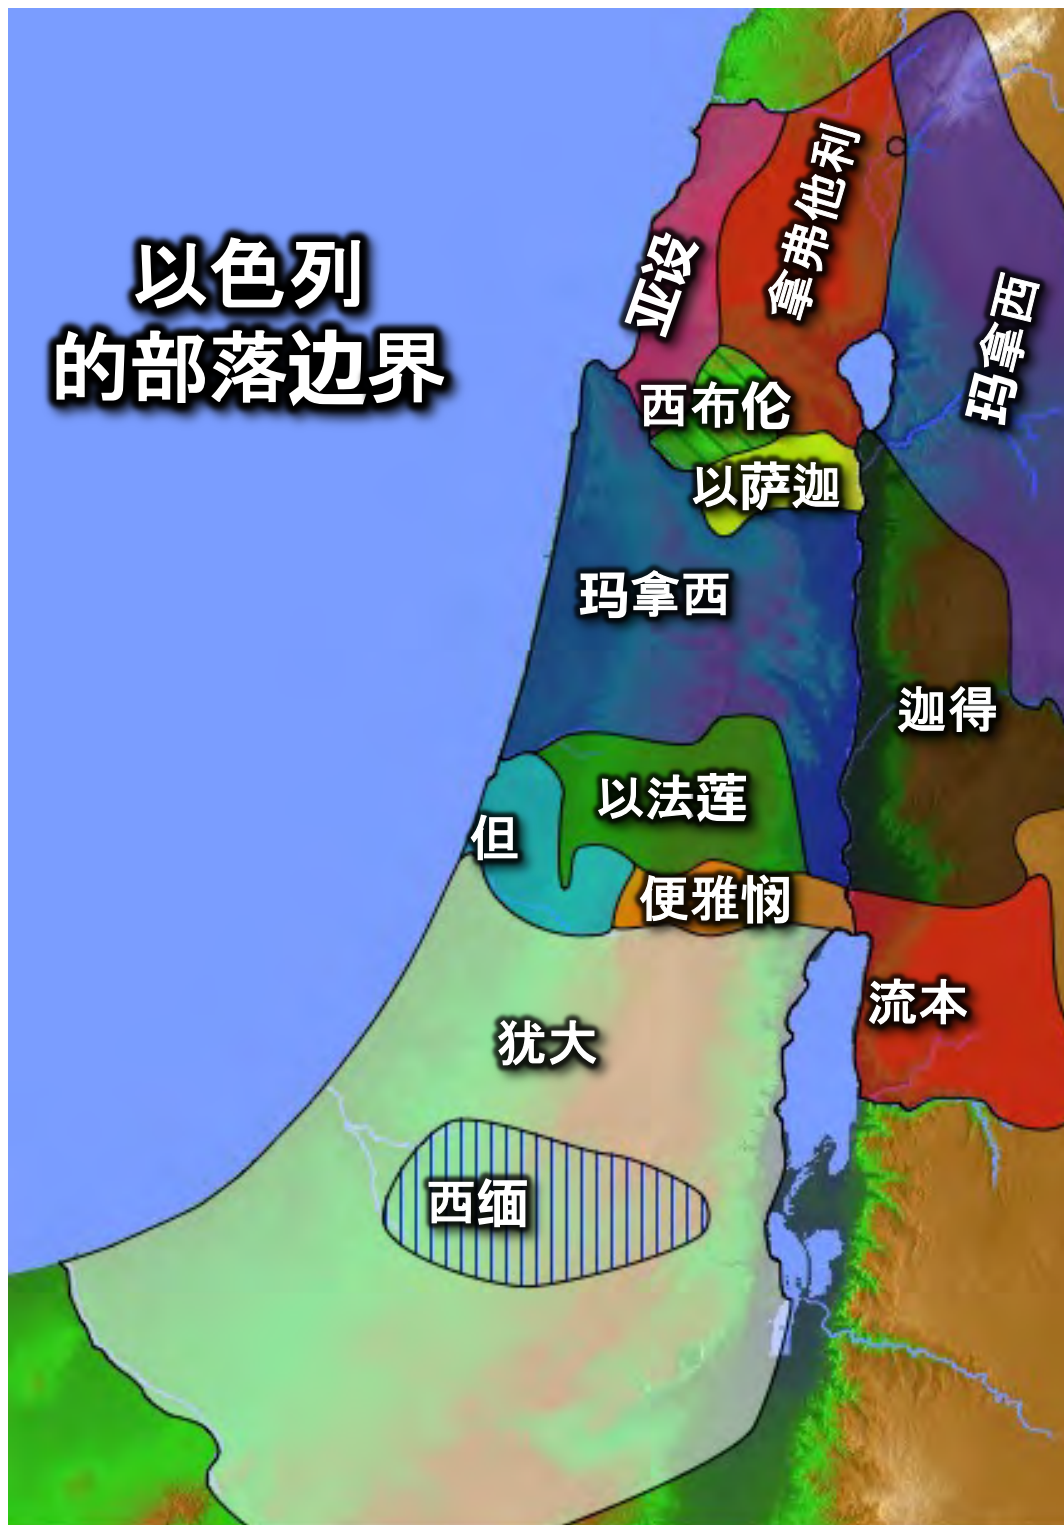 以色列
的部落边界
亚设
拿弗他利
玛拿西
西布伦
以萨迦
玛拿西
迦得
以法莲
但
便雅悯
流本
犹大
西缅